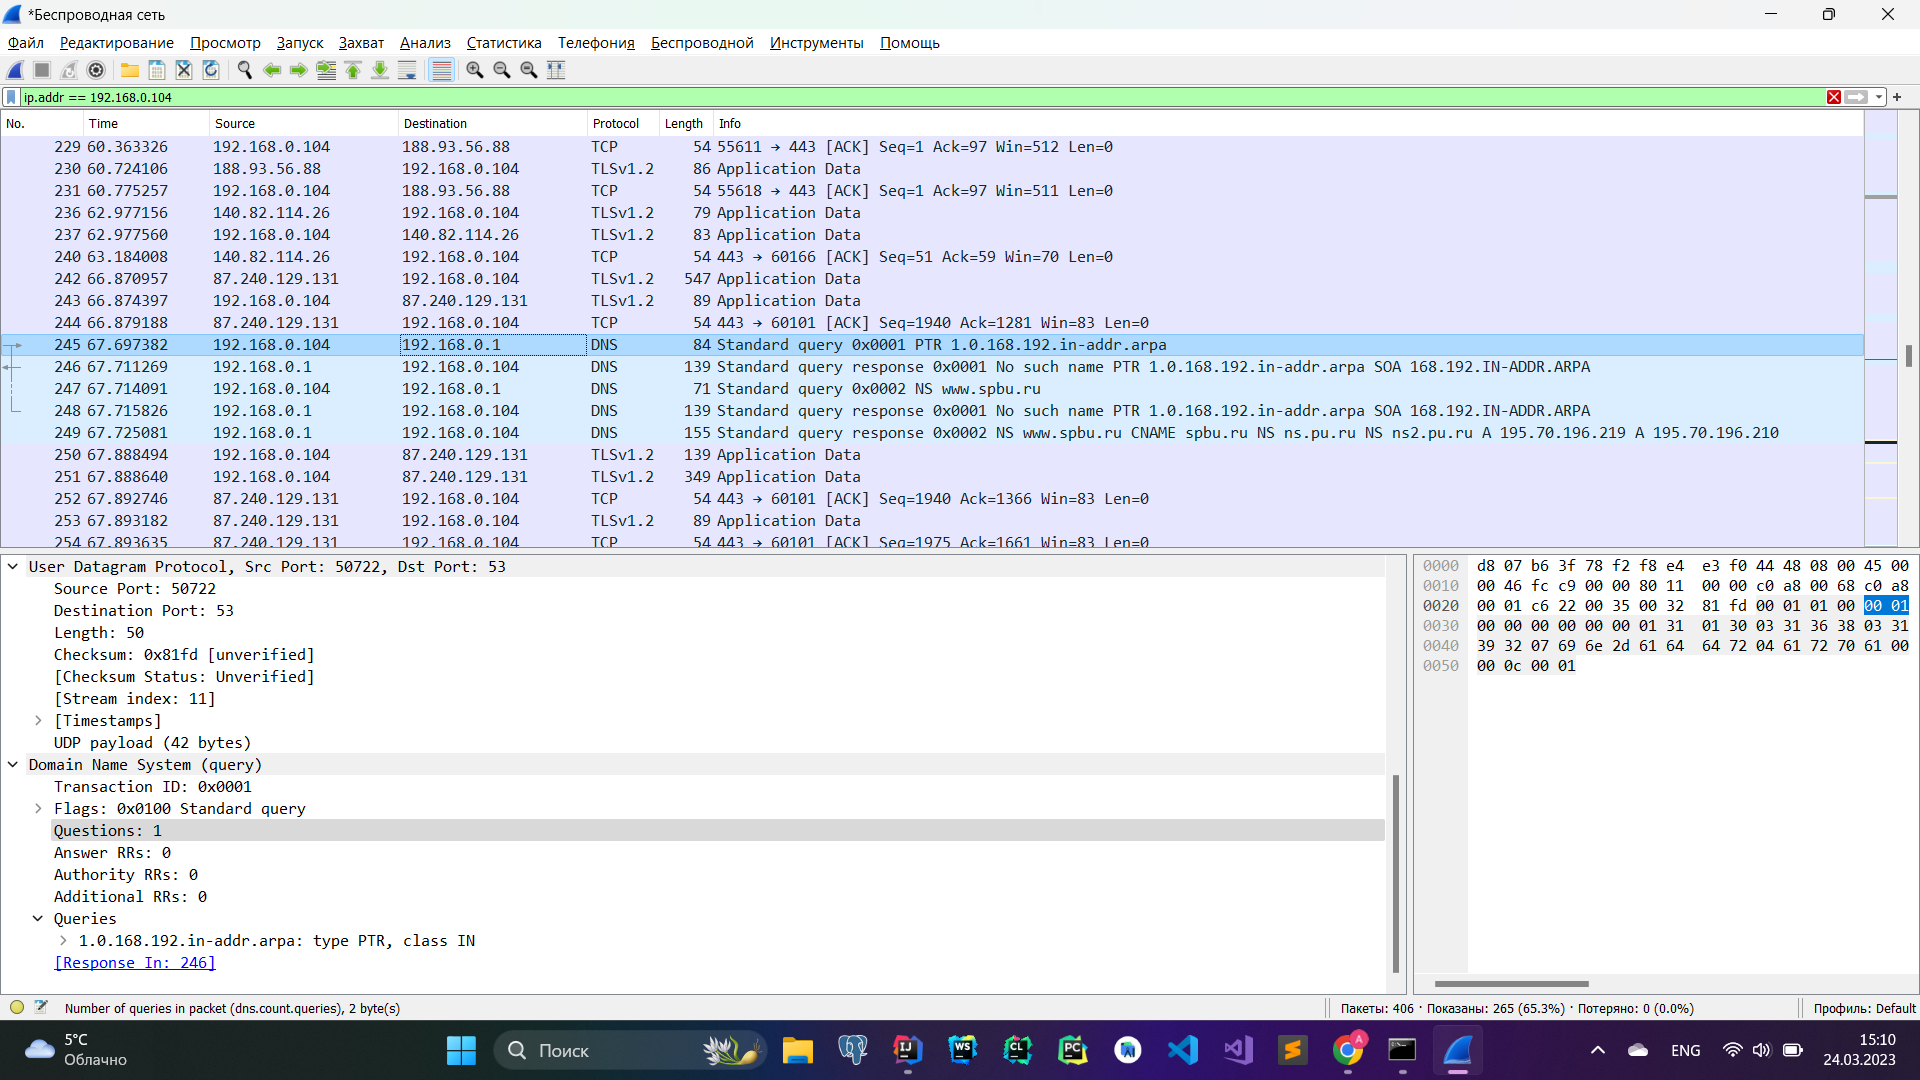 *Беспроводная сеть
Файл Редактирование Просмотр Запуск Захват Анализ Статистика Телефония Беспроводной Инструменты Помощь
ip.addr == 192.168.0.104
No. Time Source Destination Protocol Length Info
229 60.363326 192.168.0.104 188.93.56.88 TCP 54 55611 → 443 [ACK] Seq=1 Ack=97 Win=512 Len=0
230 60.724106 188.93.56.88 192.168.0.104 TLSv1.2 86 Application Data
231 60.775257 192.168.0.104 188.93.56.88 TCP 54 55618 → 443 [ACK] Seq=1 Ack=97 Win=511 Len=0
236 62.977156 140.82.114.26 192.168.0.104 TLSv1.2 79 Application Data
237 62.977560 192.168.0.104 140.82.114.26 TLSv1.2 83 Application Data
240 63.184008 140.82.114.26 192.168.0.104 TCP 54 443 → 60166 [ACK] Seq=51 Ack=59 Win=70 Len=0
242 66.870957 87.240.129.131 192.168.0.104 TLSv1.2 547 Application Data
243 66.874397 192.168.0.104 87.240.129.131 TLSv1.2 89 Application Data
244 66.879188 87.240.129.131 192.168.0.104 TCP 54 443 → 60101 [ACK] Seq=1940 Ack=1281 Win=83 Len=0
245 67.697382 192.168.0.104 192.168.0.1 DNS 84 Standard query 0x0001 PTR 1.0.168.192.in-addr.arpa
246 67.711269 192.168.0.1 192.168.0.104 DNS 139 Standard query response 0x0001 No such name PTR 1.0.168.192.in-addr.arpa SOA 168.192.IN-ADDR.ARPA
247 67.714091 192.168.0.104 192.168.0.1 DNS 71 Standard query 0x0002 NS www.spbu.ru
248 67.715826 192.168.0.1 192.168.0.104 DNS 139 Standard query response 0x0001 No such name PTR 1.0.168.192.in-addr.arpa SOA 168.192.IN-ADDR.ARPA
249 67.725081 192.168.0.1 192.168.0.104 DNS 155 Standard query response 0x0002 NS www.spbu.ru CNAME spbu.ru NS ns.pu.ru NS ns2.pu.ru A 195.70.196.219 A 195.70.196.210
250 67.888494 192.168.0.104 87.240.129.131 TLSv1.2 139 Application Data
251 67.888640 192.168.0.104 87.240.129.131 TLSv1.2 349 Application Data
252 67.892746 87.240.129.131 192.168.0.104 TCP 54 443 → 60101 [ACK] Seq=1940 Ack=1366 Win=83 Len=0
253 67.893182 87.240.129.131 192.168.0.104 TLSv1.2 89 Application Data
254 67.893635 87.240.129.131 192.168.0.104 TCP 54 443 → 60101 [ACK] Seq=1975 Ack=1661 Win=83 Len=0
User Datagram Protocol, Src Port: 50722, Dst Port: 53
Source Port: 50722
Destination Port: 53
Length: 50
Checksum: 0x81fd [unverified]
[Checksum Status: Unverified]
[Stream index: 11]
[Timestamps]
UDP payload (42 bytes)
Domain Name System (query)
Transaction ID: 0x0001
Flags: 0x0100 Standard query
Questions: 1
Answer RRs: 0
Authority RRs: 0
Additional RRs: 0
Queries
1.0.168.192.in-addr.arpa: type PTR, class IN
[Response In: 246]
0000 d8 07 b6 3f 78 f2 f8 e4 e3 f0 44 48 08 00 45 00
0010 00 46 fc c9 00 00 80 11 00 00 c0 a8 00 68 c0 a8
0020 00 01 c6 22 00 35 00 32 81 fd 00 01 01 00 00 01
0030 00 00 00 00 00 00 01 31 01 30 03 31 36 38 03 31
0040 39 32 07 69 6e 2d 61 64 64 72 04 61 72 70 61 00
0050 00 0c 00 01
Number of queries in packet (dns.count.queries), 2 byte(s)
Пакеты: 406 · Показаны: 265 (65.3%) · Потеряно: 0 (0.0%)
Профиль: Default
5°C
Облачно
Поиск
IJ WS CL PC A
ENG
15:10
24.03.2023